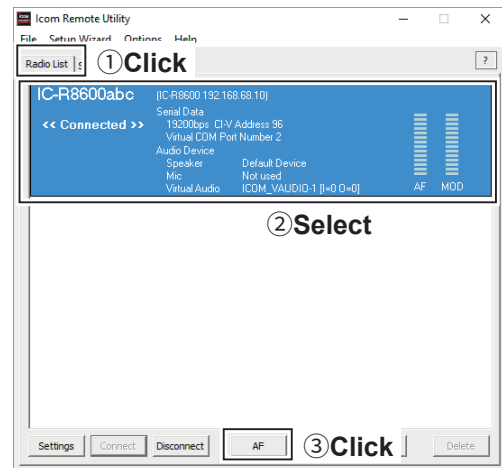 Icom Remote Utility
File Setup Wizard Options Help
Radio List ①Click ?
IC-R8600abc (IC-R8600 192.168.68.10)
Serial Data
<< Connected >> 19200bps CI-V Address 96
Virtual COM Port Number 2
Audio Device
Speaker Default Device
Mic Not used
Virtual Audio ICOM_VAUDIO-1 [I=0 O=0] AF MOD
②Select
Settings Connect Disconnect AF ③Click Delete